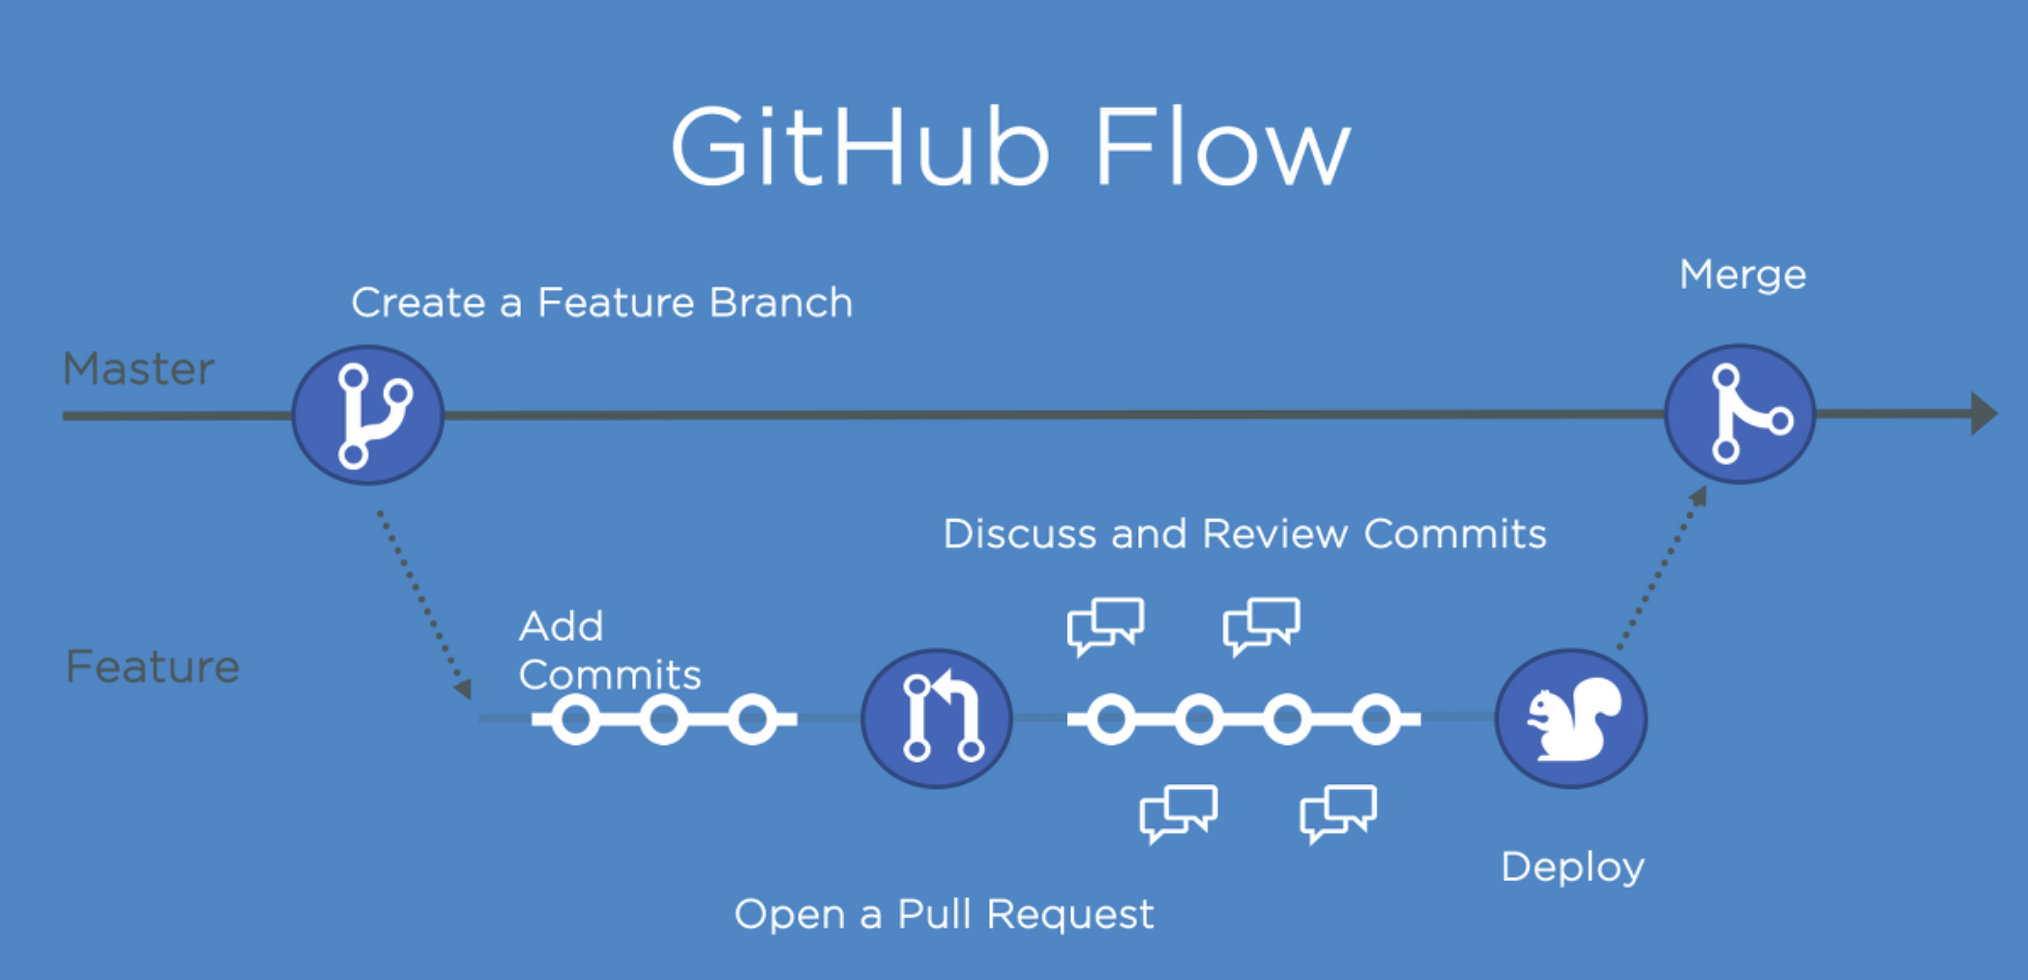 GitHub Flow
Merge
Create a Feature Branch
Master
Discuss and Review Commits
Add
Commits
Feature
Deploy
Open a Pull Request